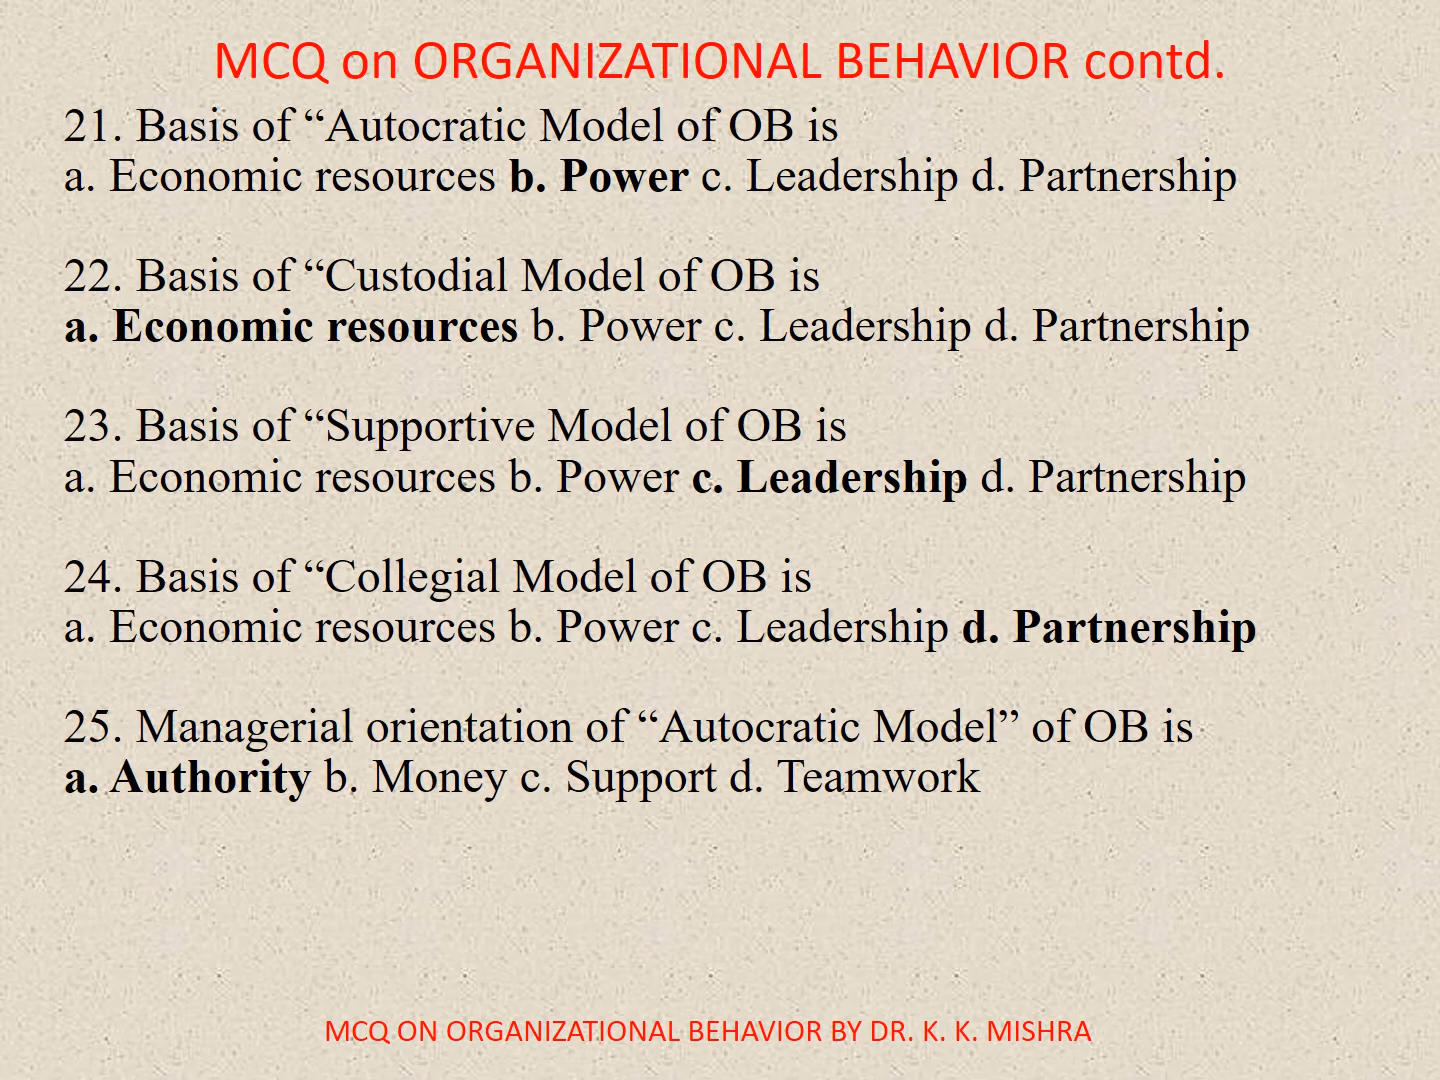 MCQ on ORGANIZATIONAL BEHAVIOR contd.
21. Basis of “Autocratic Model of OB is
a. Economic resources b. Power c. Leadership d. Partnership
22. Basis of “Custodial Model of OB is
a. Economic resources b. Power c. Leadership d. Partnership
23. Basis of “Supportive Model of OB is
a. Economic resources b. Power c. Leadership d. Partnership
24. Basis of “Collegial Model of OB is
a. Economic resources b. Power c. Leadership d. Partnership
25. Managerial orientation of “Autocratic Model” of OB is
a. Authority b. Money c. Support d. Teamwork
MCQ ON ORGANIZATIONAL BEHAVIOR BY DR. K. K. MISHRA